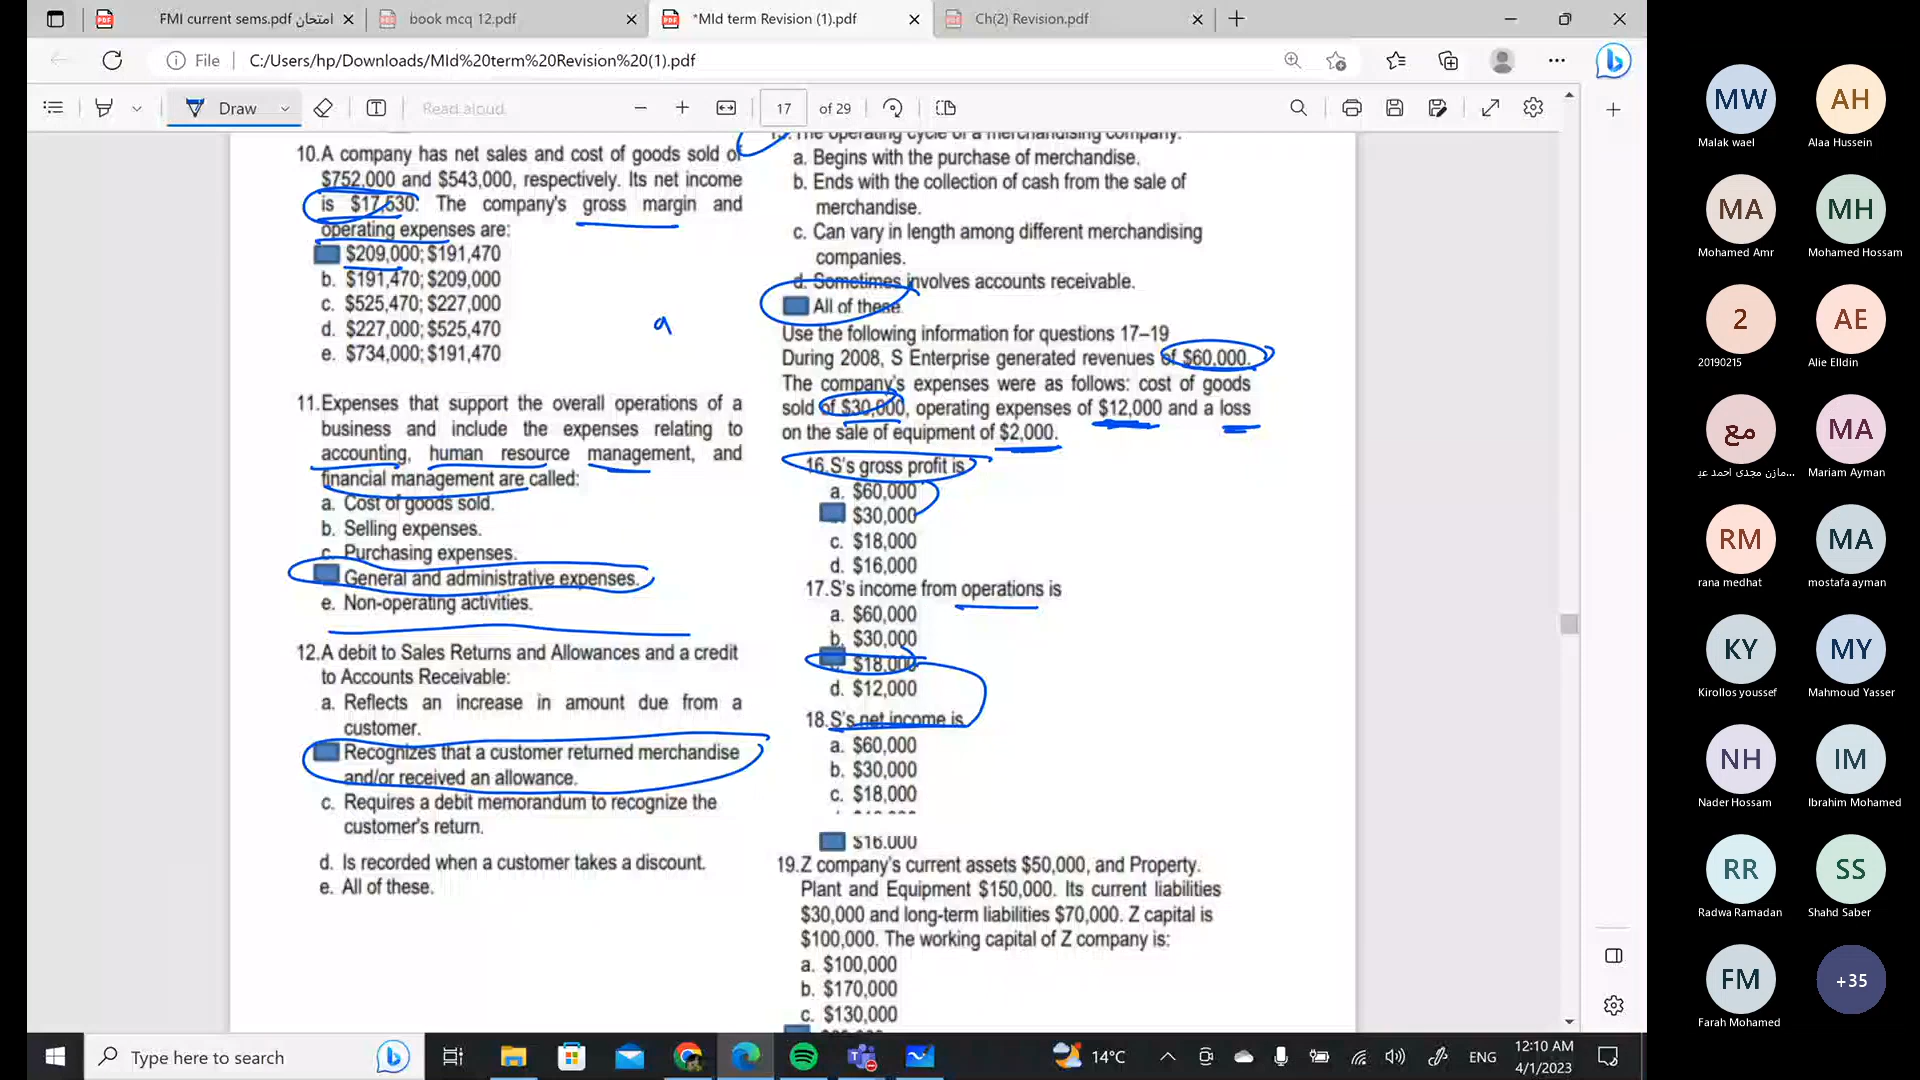 FMI current sems.pdf امتحان
book mcq 12.pdf
*MId term Revision (1).pdf
Ch(2) Revision.pdf
File
C:/Users/hp/Downloads/MId%20term%20Revision%20(1).pdf
Draw
Read aloud
17
of 29
10.A company has net sales and cost of goods sold of
$752,000 and $543,000, respectively. Its net income
is $17,530. The company's gross margin and
operating expenses are:
$209,000; $191,470
b. $191,470; $209,000
c. $525,470; $227,000
d. $227,000; $525,470
e. $734,000; $191,470
a
11.Expenses that support the overall operations of a
business and include the expenses relating to
accounting, human resource management, and
financial management are called:
a. Cost of goods sold.
b. Selling expenses.
c. Purchasing expenses.
General and administrative expenses.
e. Non-operating activities.
12.A debit to Sales Returns and Allowances and a credit
to Accounts Receivable:
a. Reflects an increase in amount due from a
customer.
Recognizes that a customer returned merchandise
and/or received an allowance.
c. Requires a debit memorandum to recognize the
customer's return.
d. Is recorded when a customer takes a discount.
e. All of these.
The operating cycle of a merchandising company:
a. Begins with the purchase of merchandise.
b. Ends with the collection of cash from the sale of
merchandise.
c. Can vary in length among different merchandising
companies.
d. Sometimes involves accounts receivable.
All of these
Use the following information for questions 17–19
During 2008, S Enterprise generated revenues of $60,000.
The company's expenses were as follows: cost of goods
sold of $30,000, operating expenses of $12,000 and a loss
on the sale of equipment of $2,000.
16.S's gross profit is
a. $60,000
$30,000
c. $18,000
d. $16,000
17.S's income from operations is
a. $60,000
b. $30,000
$18,000
d. $12,000
18.S's net income is
a. $60,000
b. $30,000
c. $18,000
$16,000
19.Z company's current assets $50,000, and Property.
Plant and Equipment $150,000. Its current liabilities
$30,000 and long-term liabilities $70,000. Z capital is
$100,000. The working capital of Z company is:
a. $100,000
b. $170,000
c. $130,000
MW
Malak wael
AH
Alaa Hussein
MA
Mohamed Amr
MH
Mohamed Hossam
2
20190215
AE
Alie Elldin
مع
مازن مجدى احمد عبـ...
MA
Mariam Ayman
RM
rana medhat
MA
mostafa ayman
KY
Kirollos youssef
MY
Mahmoud Yasser
NH
Nader Hossam
IM
Ibrahim Mohamed
RR
Radwa Ramadan
SS
Shahd Saber
FM
Farah Mohamed
+35
Type here to search
14°C
ENG
12:10 AM
4/1/2023